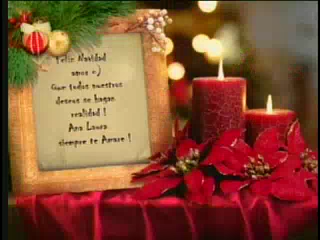 Feliz Navidad
amor =)
Que todos nuestros
deseos se hagan
realidad !
Ana Laura
siempre te Amare !